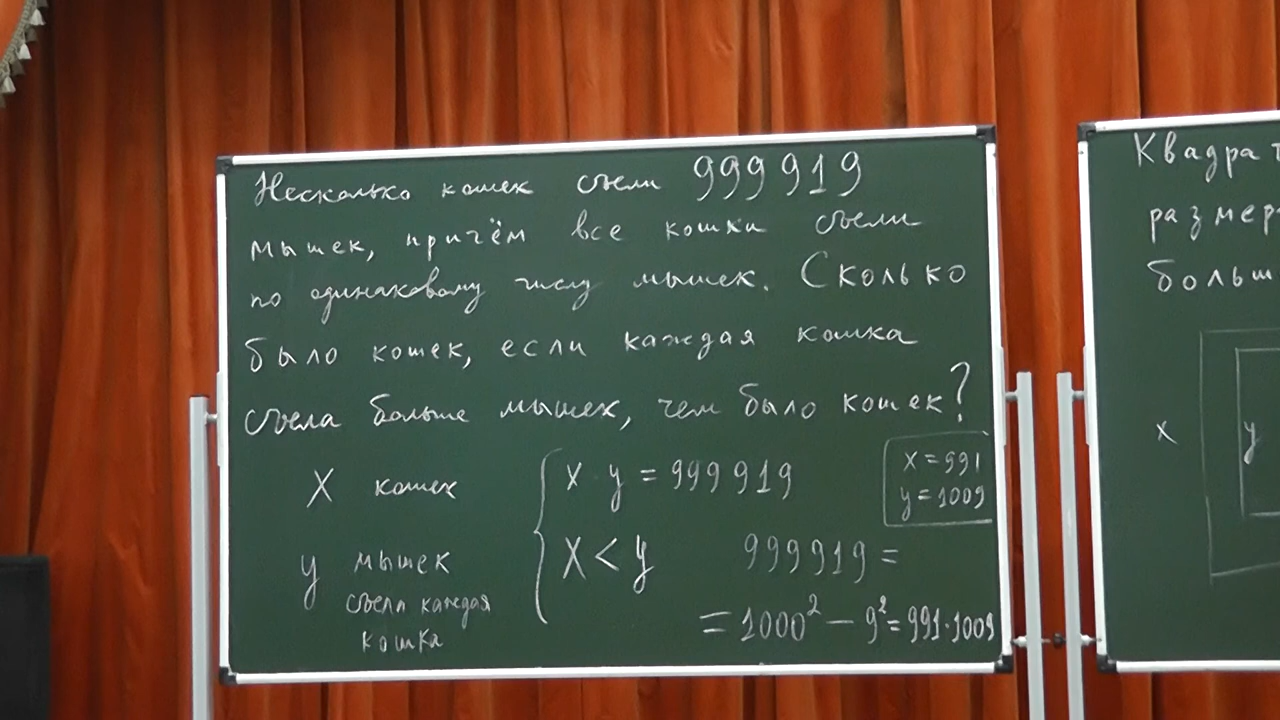 Несколько кошек съели 999919
мышек, причём все кошки съели
по одинаковому числу мышек. Сколько
было кошек, если каждая кошка
съела больше мышек, чем было кошек?
X кошек
y мышек
съела каждая
кошка
x · y = 999919
x < y
x = 991
y = 1009
999919 =
= 1000² − 9² = 991·1009
Квадрат
размер
больш
x
y